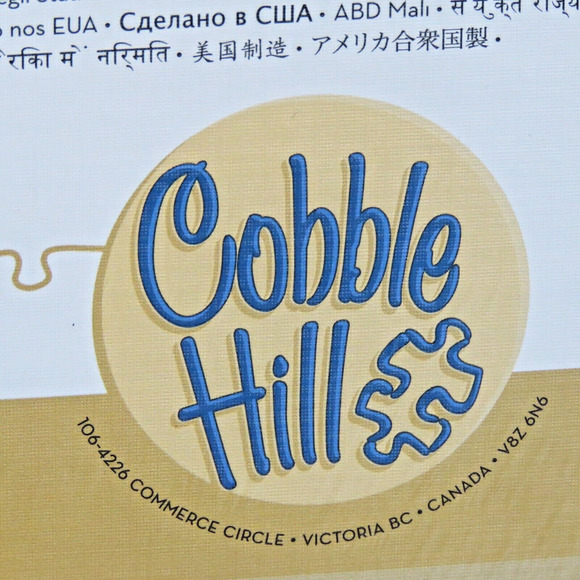 nos EUA • Сделано в США • ABD Malı •
में • 美国制造 • アメリカ合衆国製 •
Cobble
Hill
106-4226 COMMERCE CIRCLE • VICTORIA BC • CANADA • V8Z 6N6